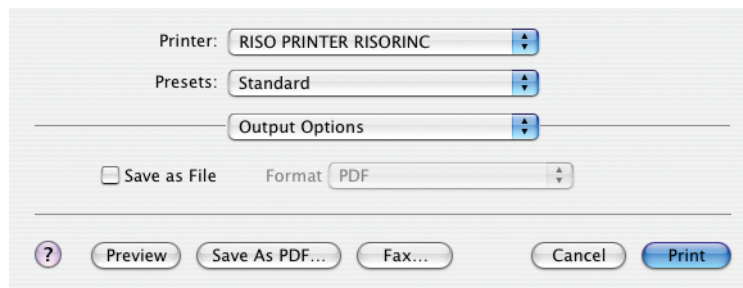 Printer: RISO PRINTER RISORINC
Presets: Standard
Output Options
Save as File Format PDF
? Preview Save As PDF... Fax... Cancel Print